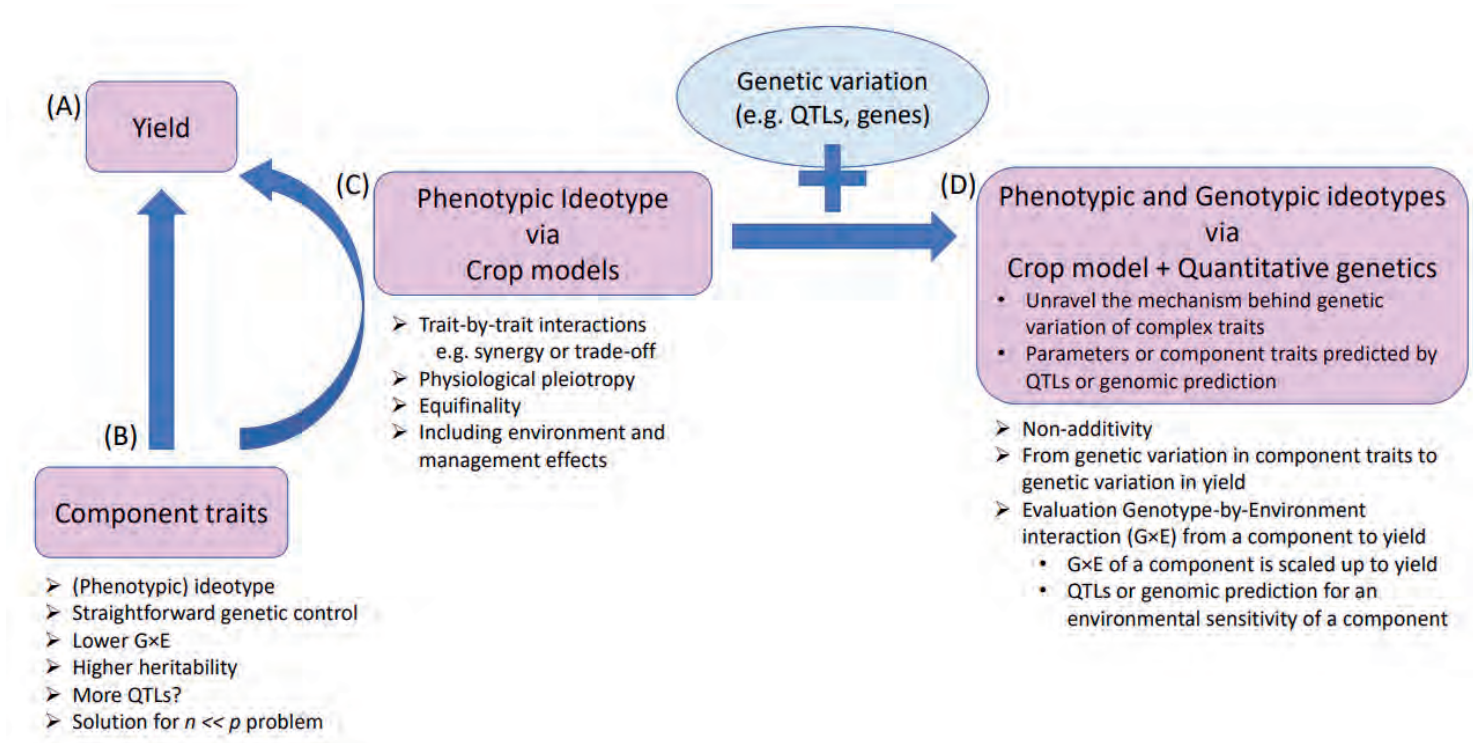 (A)
Yield
(B)
Component traits
➢ (Phenotypic) ideotype
➢ Straightforward genetic control
➢ Lower G×E
➢ Higher heritability
➢ More QTLs?
➢ Solution for n << p problem
(C)
Phenotypic Ideotype
via
Crop models
➢ Trait-by-trait interactions
e.g. synergy or trade-off
➢ Physiological pleiotropy
➢ Equifinality
➢ Including environment and
management effects
Genetic variation
(e.g. QTLs, genes)
(D)
Phenotypic and Genotypic ideotypes
via
Crop model + Quantitative genetics
• Unravel the mechanism behind genetic
variation of complex traits
• Parameters or component traits predicted by
QTLs or genomic prediction
➢ Non-additivity
➢ From genetic variation in component traits to
genetic variation in yield
➢ Evaluation Genotype-by-Environment
interaction (G×E) from a component to yield
• G×E of a component is scaled up to yield
• QTLs or genomic prediction for an
environmental sensitivity of a component